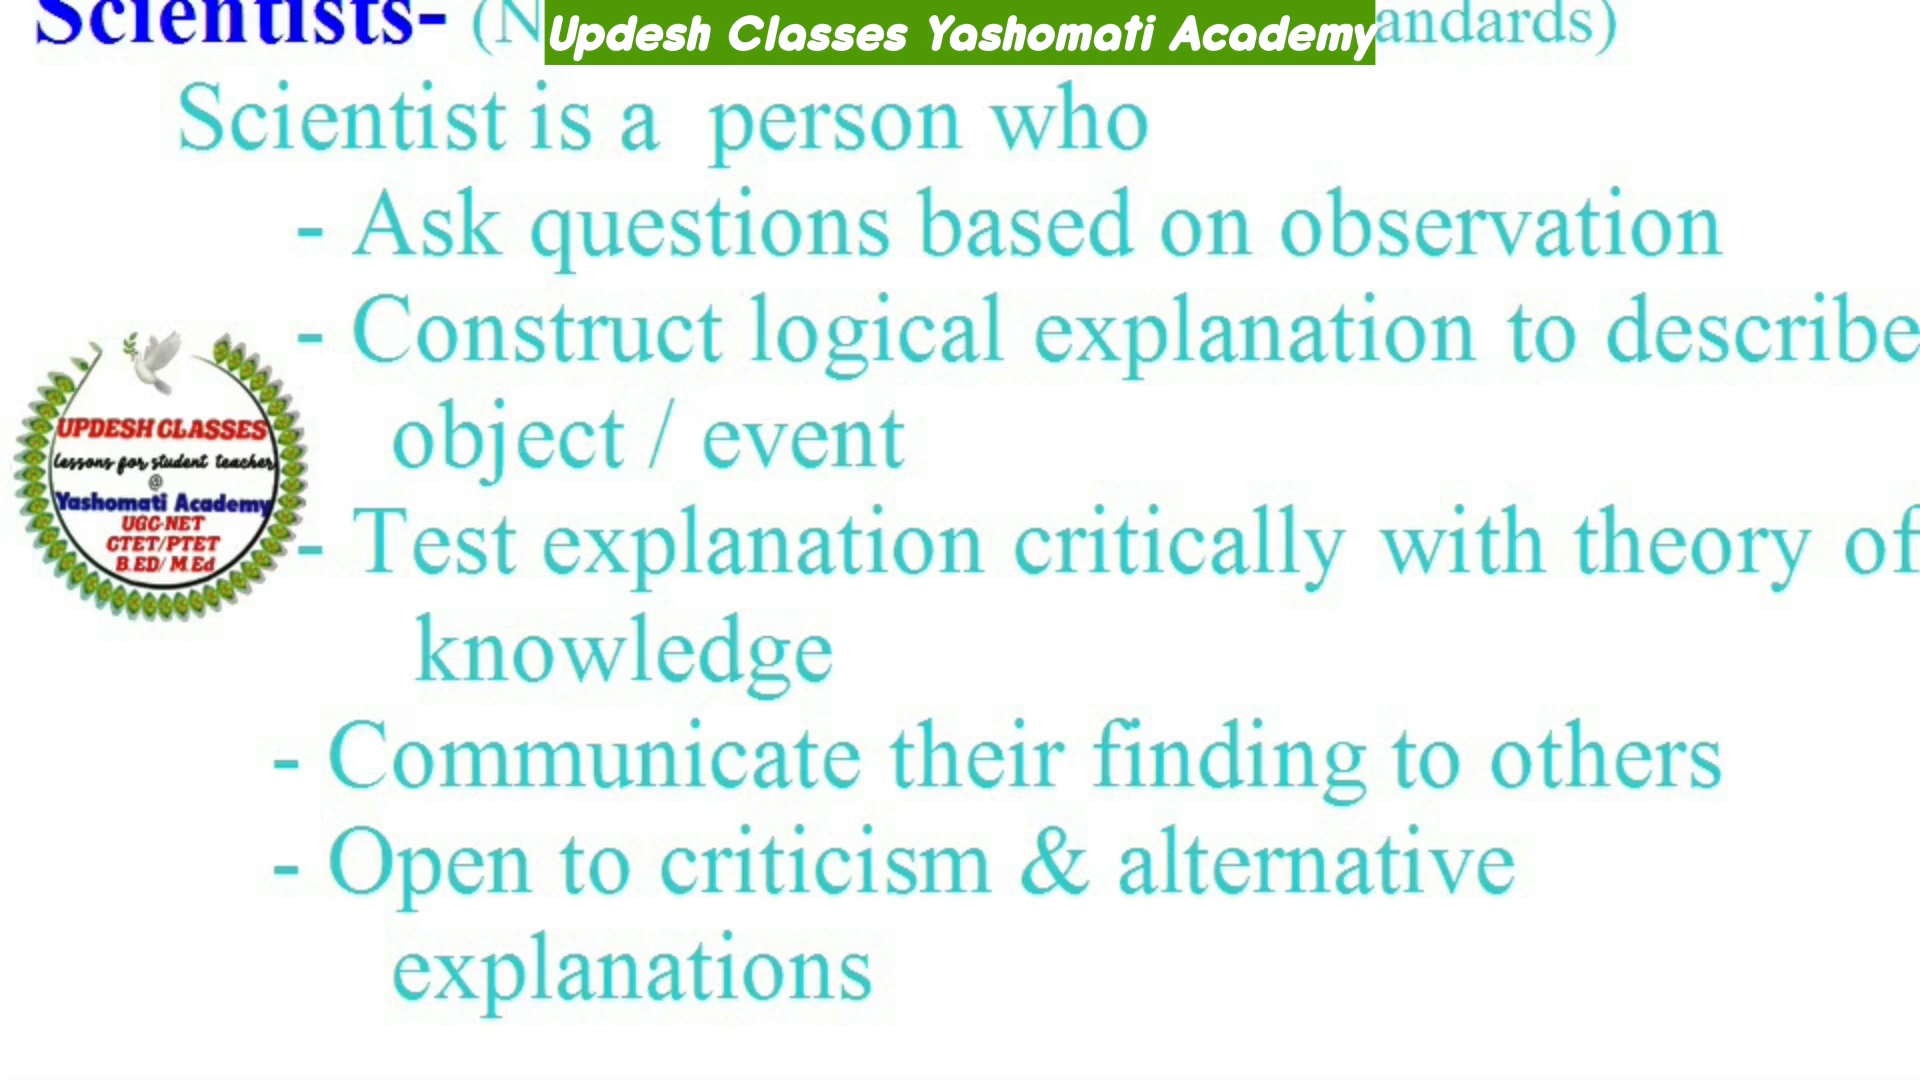 Scientists- (N
Updesh Classes Yashomati Academy
andards)
Scientist is a person who
- Ask questions based on observation
- Construct logical explanation to describe
object / event
- Test explanation critically with theory of
knowledge
- Communicate their finding to others
- Open to criticism & alternative
explanations
UPDESH CLASSES
lessons for student teacher
@
Yashomati Academy
UGC-NET
CTET/PTET
B.ED/ M.Ed